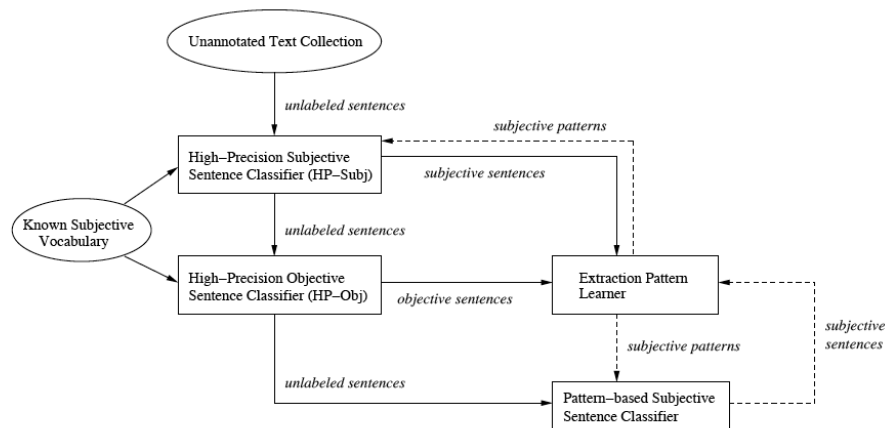 Unannotated Text Collection
unlabeled sentences
subjective patterns
High–Precision Subjective
Sentence Classifier (HP–Subj)
subjective sentences
Known Subjective
Vocabulary
unlabeled sentences
High–Precision Objective
Sentence Classifier (HP–Obj)
objective sentences
Extraction Pattern
Learner
subjective
sentences
subjective patterns
unlabeled sentences
Pattern–based Subjective
Sentence Classifier